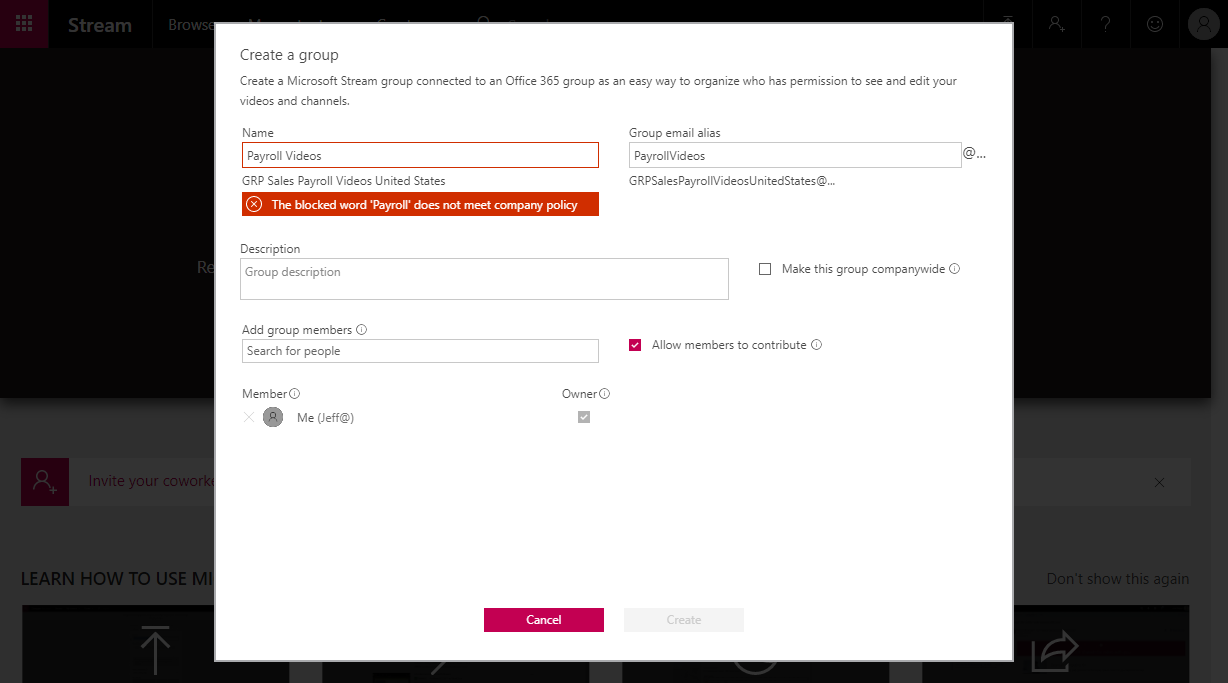 Stream
Browse
Create a group
Create a Microsoft Stream group connected to an Office 365 group as an easy way to organize who has permission to see and edit your
videos and channels.
Name
Group email alias
Payroll Videos
PayrollVideos
@...
GRP Sales Payroll Videos United States
GRPSalesPayrollVideosUnitedStates@...
The blocked word 'Payroll' does not meet company policy
Description
Group description
Make this group companywide
Add group members
Search for people
Allow members to contribute
Member
Owner
Me (Jeff@)
Invite your
LEARN HOW TO USE
Don't show this again
Cancel
Create